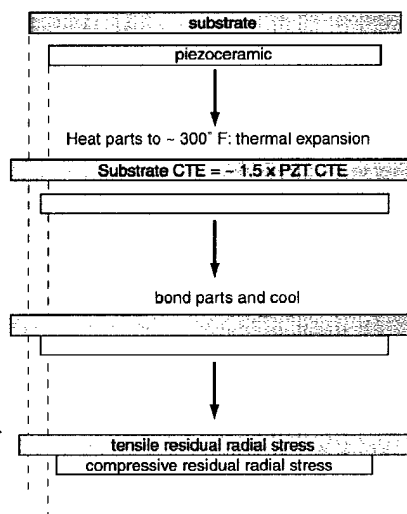 substrate
piezoceramic
Heat parts to ~ 300° F: thermal expansion
Substrate CTE = ~ 1.5 x PZT CTE
bond parts and cool
tensile residual radial stress
compressive residual radial stress